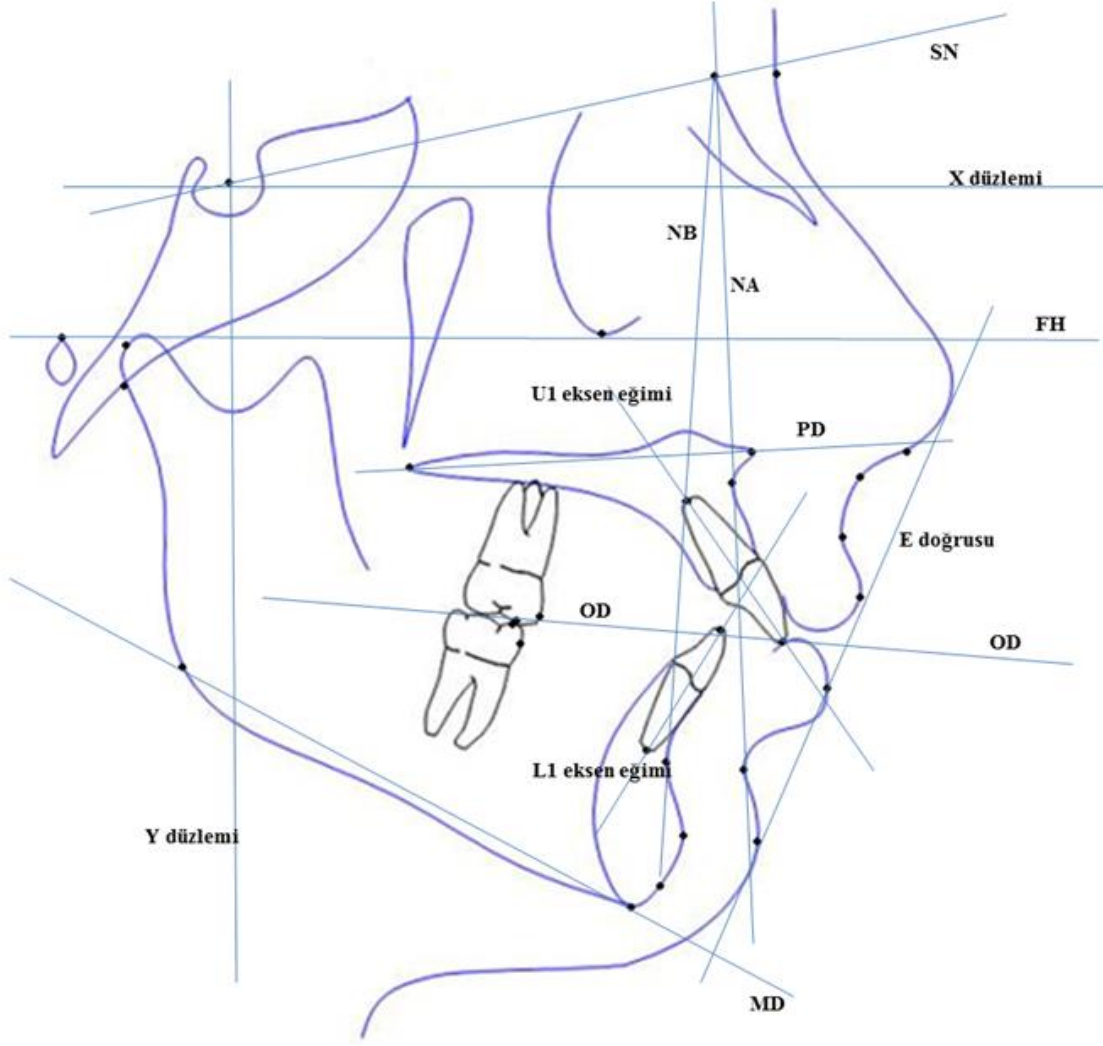 SN
X düzlemi
NB
NA
FH
U1 eksen eğimi
PD
E doğrusu
OD
OD
L1 eksen eğimi
Y düzlemi
MD